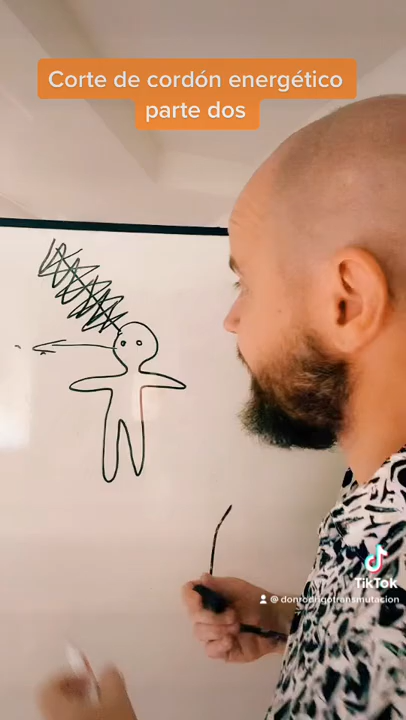 Corte de cordón energético
parte dos
TikTok
@donrodrigotransmutacion